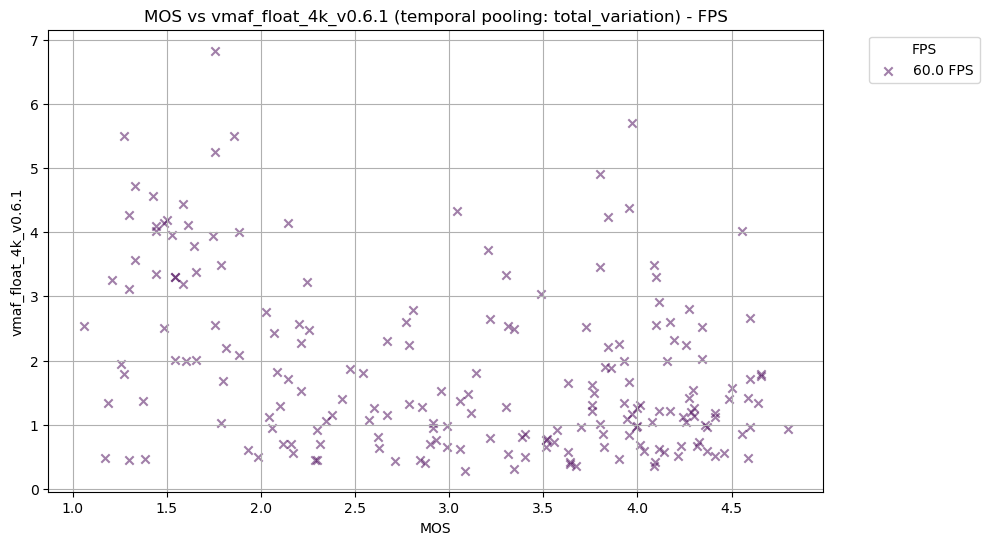 MOS vs vmaf_float_4k_v0.6.1 (temporal pooling: total_variation) - FPS
FPS
60.0 FPS
vmaf_float_4k_v0.6.1
7
6
5
4
3
2
1
0
1.0 1.5 2.0 2.5 3.0 3.5 4.0 4.5
MOS